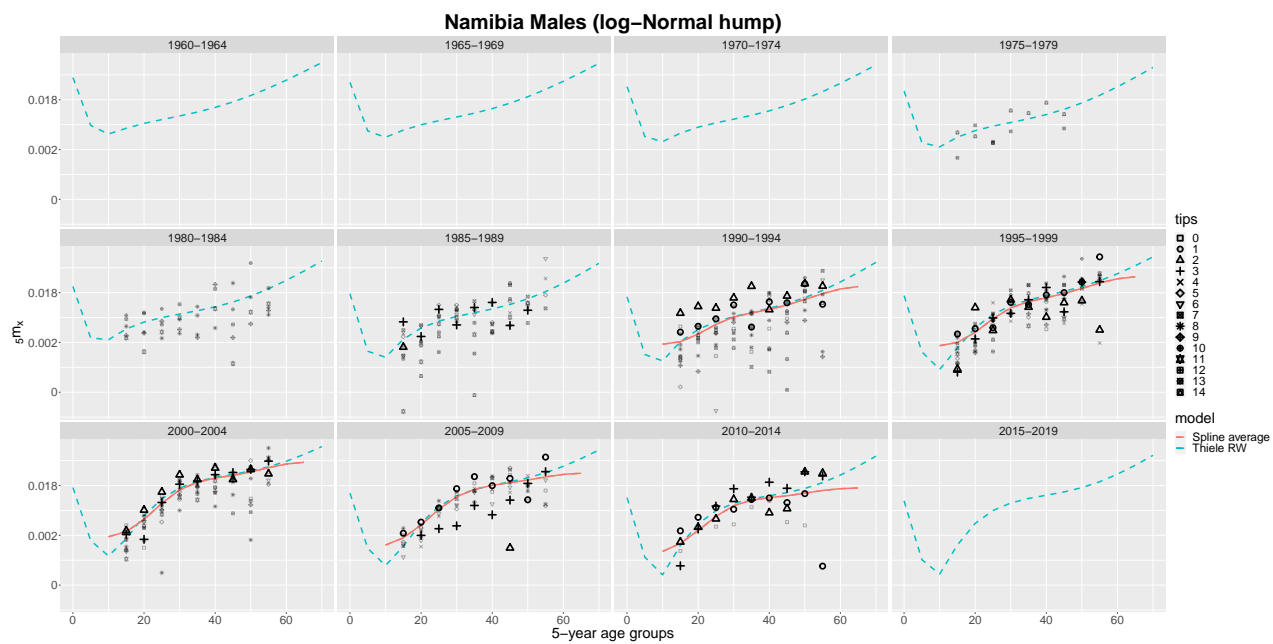 Namibia Males (log−Normal hump)
1960−1964 1965−1969 1970−1974 1975−1979
0.018
0.002
0
1980−1984 1985−1989 1990−1994 1995−1999
0.018
0.002
0
2000−2004 2005−2009 2010−2014 2015−2019
0.018
0.002
0
0 20 40 60 0 20 40 60 0 20 40 60 0 20 40 60
5−year age groups
5mx
tips
0
1
2
3
4
5
6
7
8
9
10
11
12
13
14
model
Spline average
Thiele RW